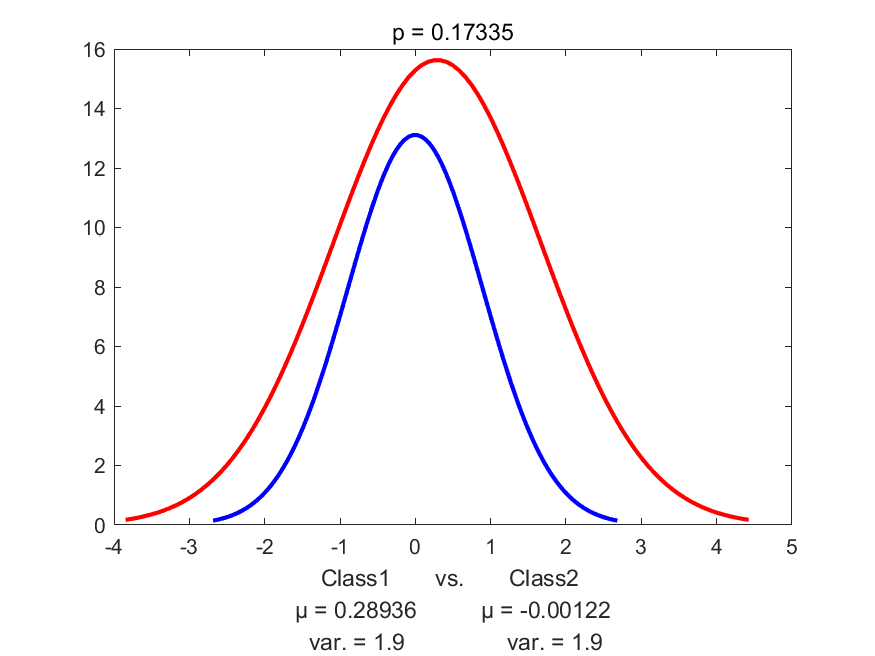 p = 0.17335
16
14
12
10
8
6
4
2
0
-4 -3 -2 -1 0 1 2 3 4 5
Class1 vs. Class2
μ = 0.28936 μ = -0.00122
var. = 1.9 var. = 1.9